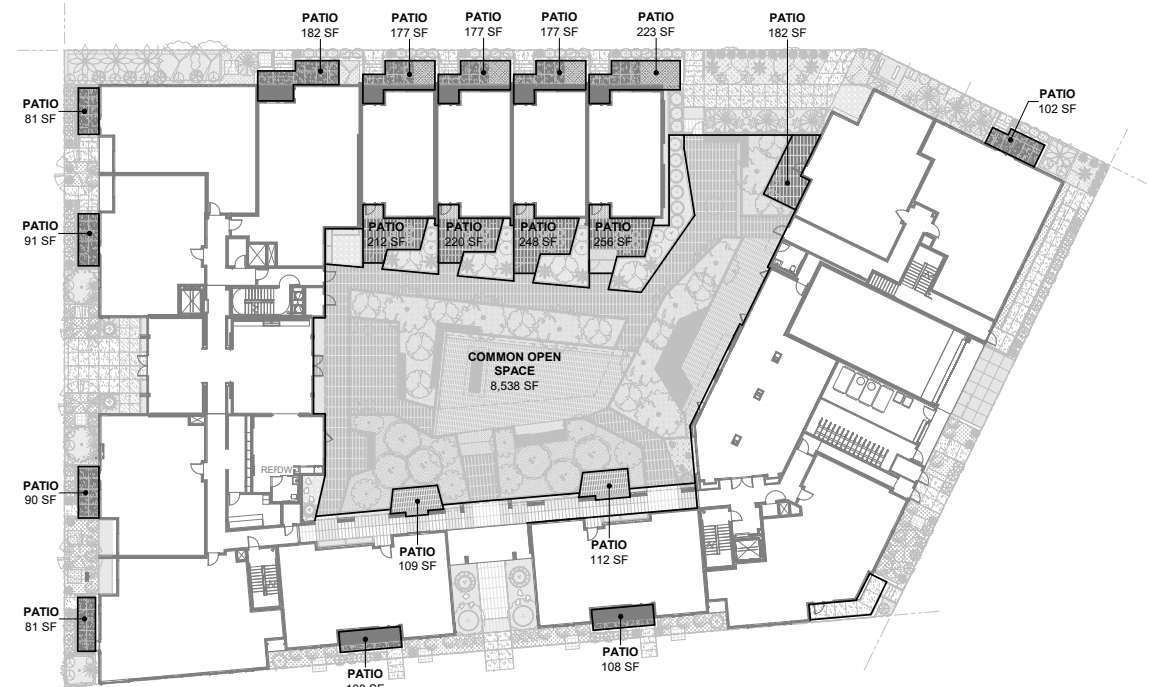 PATIO
182 SF
PATIO
177 SF
PATIO
177 SF
PATIO
177 SF
PATIO
223 SF
PATIO
182 SF
PATIO
102 SF
PATIO
81 SF
PATIO
91 SF
PATIO
212 SF
PATIO
220 SF
PATIO
248 SF
PATIO
256 SF
COMMON OPEN
SPACE
8,538 SF
REF
DW
PATIO
90 SF
PATIO
109 SF
PATIO
112 SF
PATIO
81 SF
PATIO
108 SF
PATIO
SF